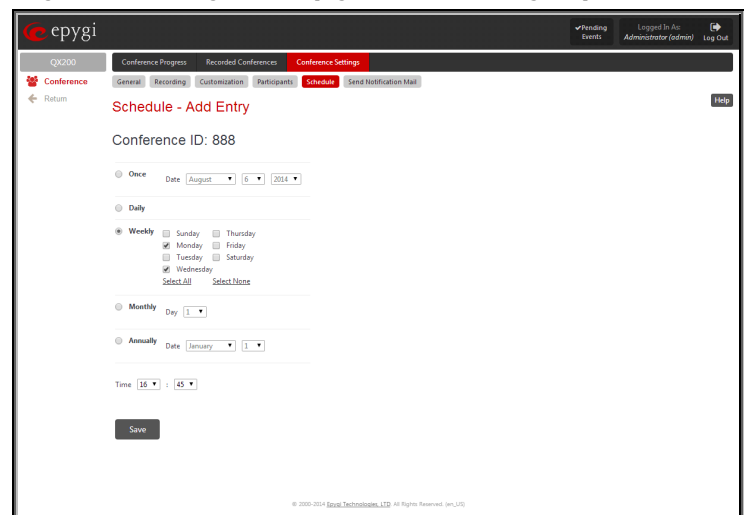 epygi
✔Pending Events
Logged In As:
Administrator (admin)
Log Out
QX200
Conference Progress Recorded Conferences Conference Settings
Conference
Return
General Recording Customization Participants Schedule Send Notification Mail
Help
Schedule - Add Entry
Conference ID: 888
Once Date August 6 2014
Daily
Weekly
Sunday Thursday
Monday Friday
Tuesday Saturday
Wednesday
Select All Select None
Monthly Day 1
Annually Date January 1
Time 16 : 45
Save
© 2000-2014 Epygi Technologies, LTD. All Rights Reserved. (en_US)